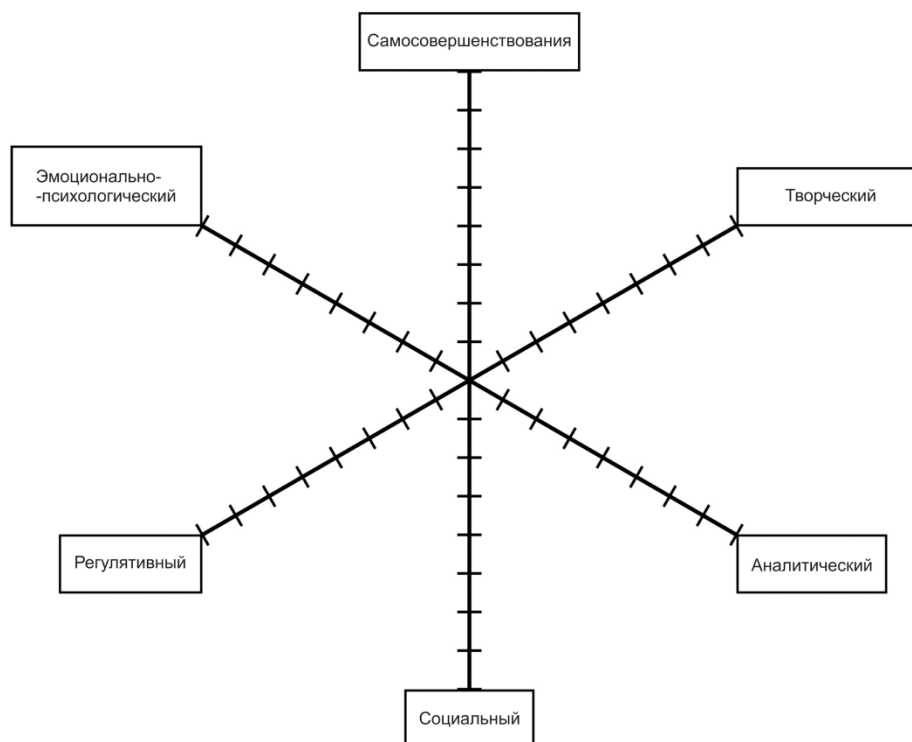 Самосовершенствования
Эмоционально-
-психологический
Творческий
Регулятивный
Аналитический
Социальный